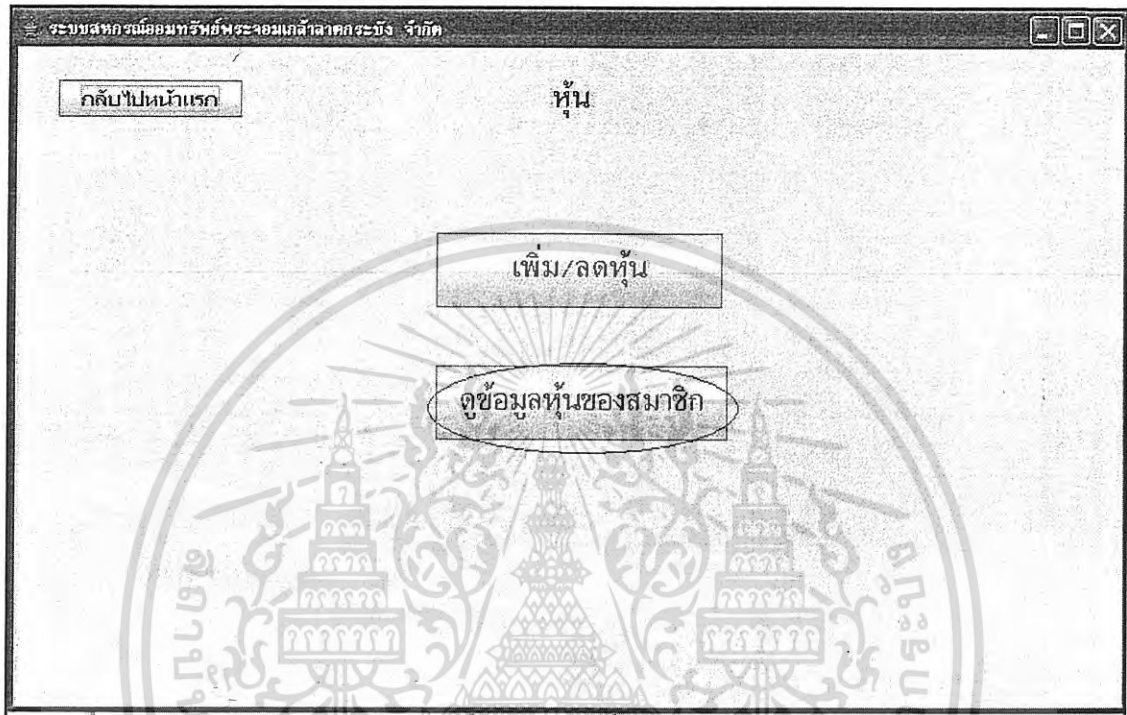 ระบบสหกรณ์ออมทรัพย์พระจอมเกล้าลาดกระบัง จำกัด
กลับไปหน้าแรก
หุ้น
เพิ่ม/ลดหุ้น
ดูข้อมูลหุ้นของสมาชิก